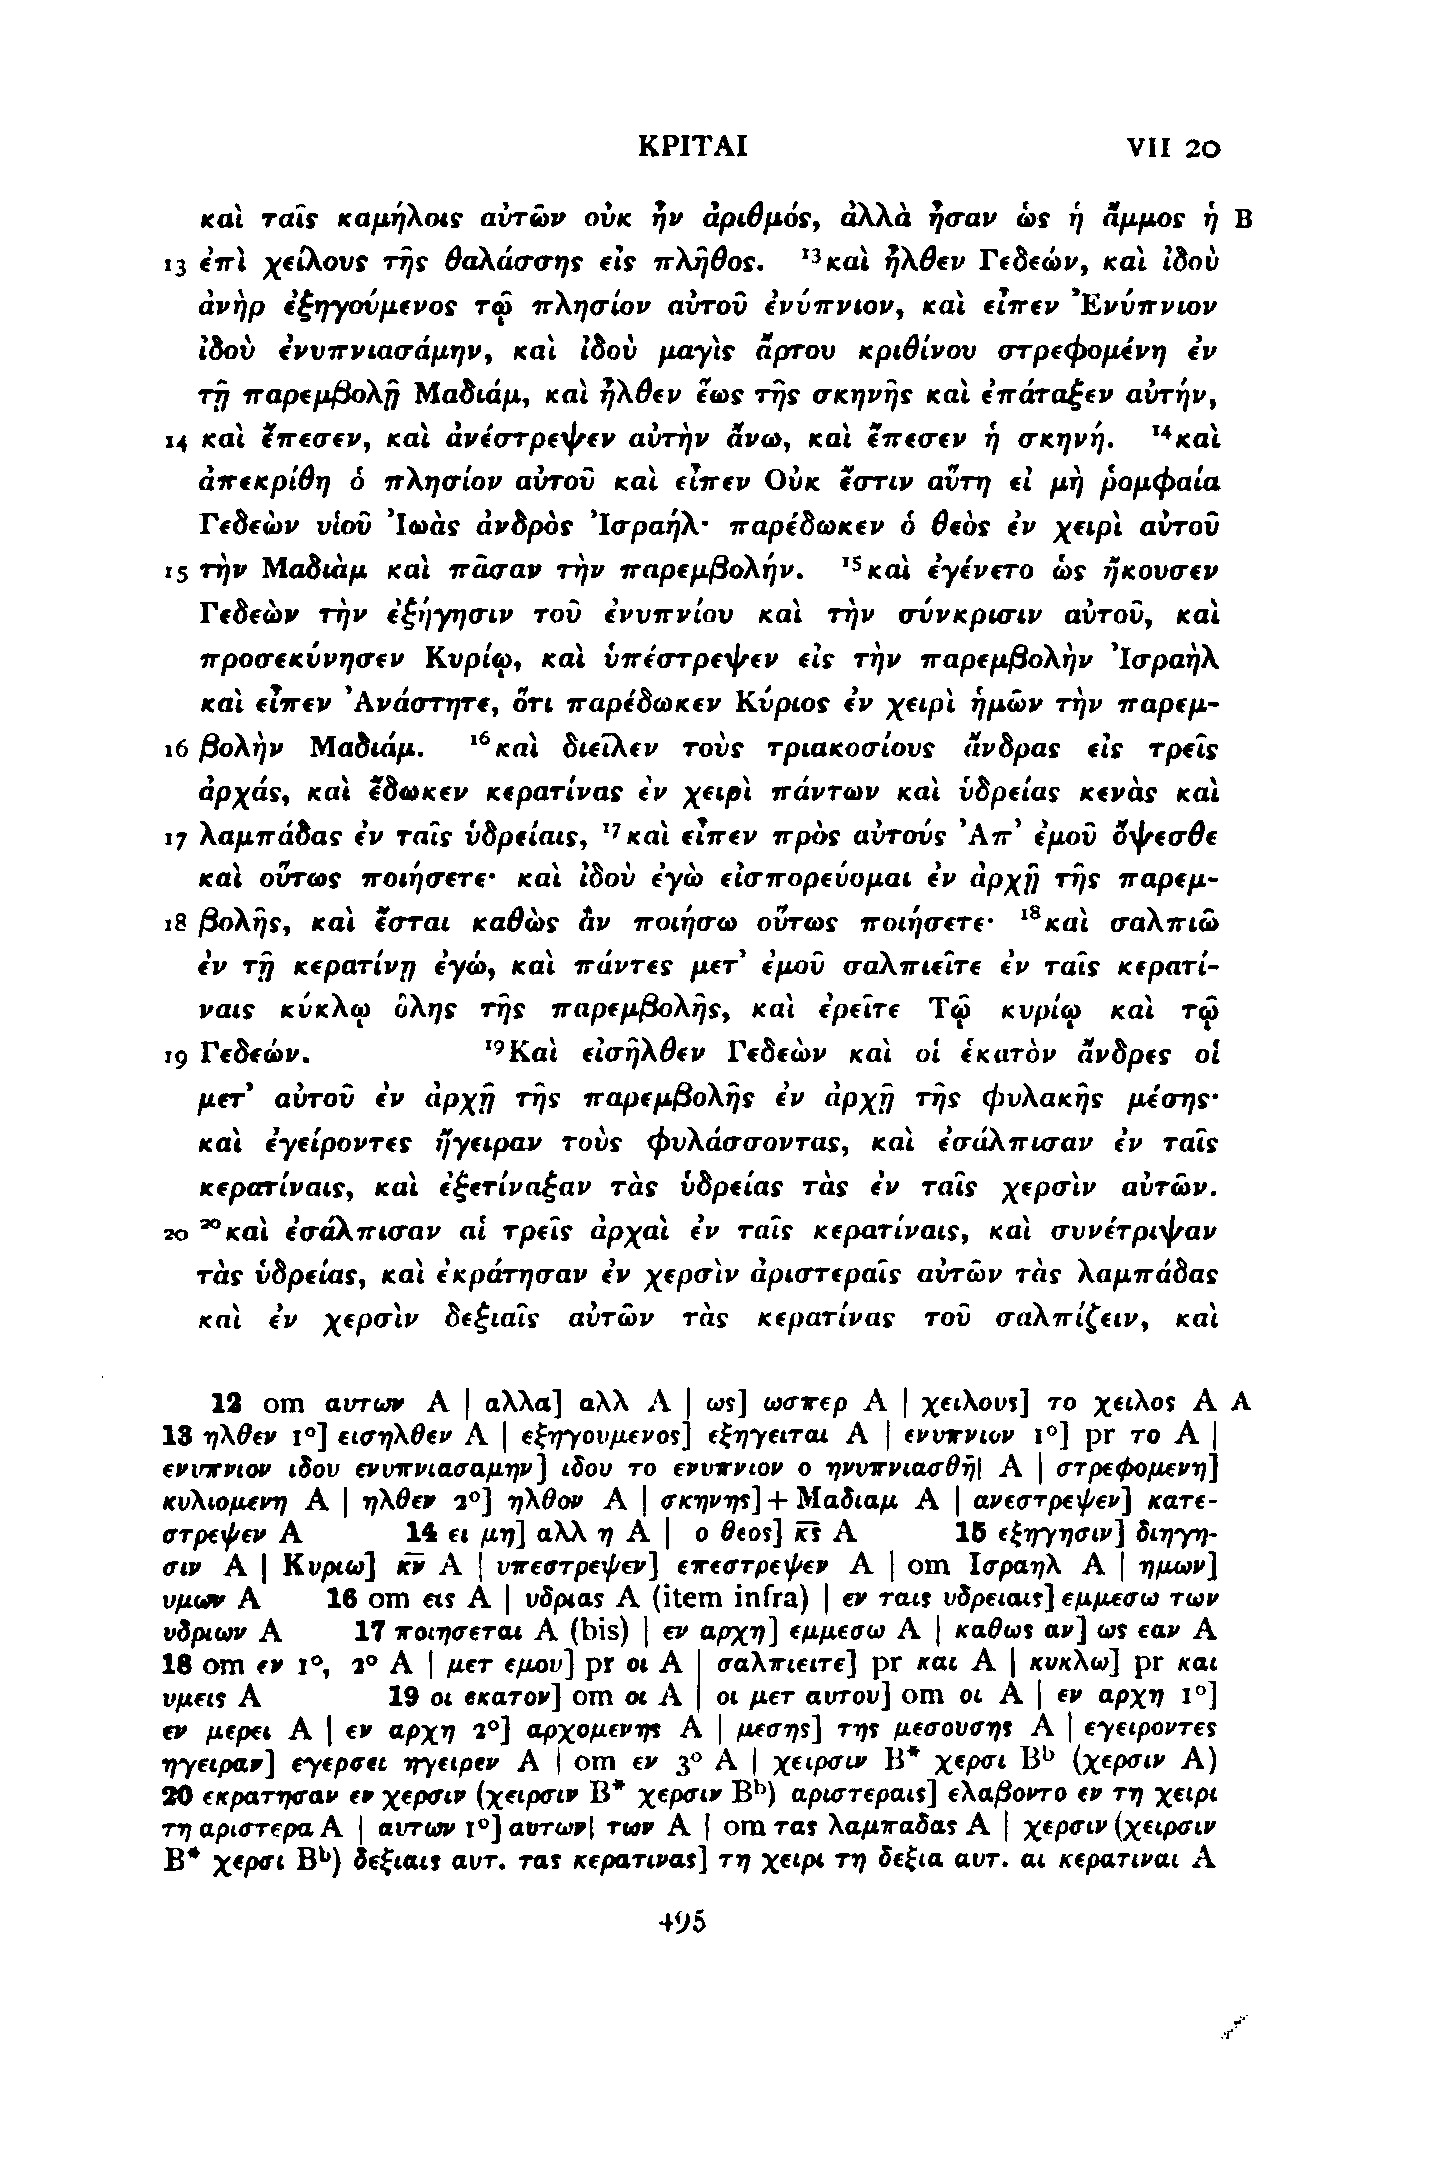 ΚΡΙΤΑΙ VII 20
καὶ ταῖς καμήλοις αὐτῶν οὐκ ἦν ἀριθμός, ἀλλὰ ἦσαν ὡς ἡ ἄμμος ἡ B
13 ἐπὶ χείλους τῆς θαλάσσης εἰς πλῆθος. ¹³καὶ ἦλθεν Γεδεών, καὶ ἰδοὺ
ἀνὴρ ἐξηγούμενος τῷ πλησίον αὐτοῦ ἐνύπνιον, καὶ εἶπεν Ἐνύπνιον
ἰδοὺ ἐνυπνιασάμην, καὶ ἰδοὺ μαγὶς ἄρτου κριθίνου στρεφομένη ἐν
τῇ παρεμβολῇ Μαδιάμ, καὶ ἦλθεν ἕως τῆς σκηνῆς καὶ ἐπάταξεν αὐτήν,
14 καὶ ἔπεσεν, καὶ ἀνέστρεψεν αὐτὴν ἄνω, καὶ ἔπεσεν ἡ σκηνή. ¹⁴καὶ
ἀπεκρίθη ὁ πλησίον αὐτοῦ καὶ εἶπεν Οὐκ ἔστιν αὕτη εἰ μὴ ῥομφαία
Γεδεὼν υἱοῦ Ἰωὰς ἀνδρὸς Ἰσραήλ· παρέδωκεν ὁ θεὸς ἐν χειρὶ αὐτοῦ
15 τὴν Μαδιὰμ καὶ πᾶσαν τὴν παρεμβολήν. ¹⁵καὶ ἐγένετο ὡς ἤκουσεν
Γεδεὼν τὴν ἐξήγησιν τοῦ ἐνυπνίου καὶ τὴν σύνκρισιν αὐτοῦ, καὶ
προσεκύνησεν Κυρίῳ, καὶ ὑπέστρεψεν εἰς τὴν παρεμβολὴν Ἰσραὴλ
καὶ εἶπεν Ἀνάστητε, ὅτι παρέδωκεν Κύριος ἐν χειρὶ ἡμῶν τὴν παρεμ-
16 βολὴν Μαδιάμ. ¹⁶καὶ διεῖλεν τοὺς τριακοσίους ἄνδρας εἰς τρεῖς
ἀρχάς, καὶ ἔδωκεν κερατίνας ἐν χειρὶ πάντων καὶ ὑδρείας κενὰς καὶ
17 λαμπάδας ἐν ταῖς ὑδρείαις, ¹⁷καὶ εἶπεν πρὸς αὐτούς Ἀπ᾽ ἐμοῦ ὄψεσθε
καὶ οὕτως ποιήσετε· καὶ ἰδοὺ ἐγὼ εἰσπορεύομαι ἐν ἀρχῇ τῆς παρεμ-
18 βολῆς, καὶ ἔσται καθὼς ἂν ποιήσω οὕτως ποιήσετε· ¹⁸καὶ σαλπιῶ
ἐν τῇ κερατίνῃ ἐγώ, καὶ πάντες μετ᾽ ἐμοῦ σαλπιεῖτε ἐν ταῖς κερατί-
ναις κύκλῳ ὅλης τῆς παρεμβολῆς, καὶ ἐρεῖτε Τῷ κυρίῳ καὶ τῷ
19 Γεδεών. ¹⁹Καὶ εἰσῆλθεν Γεδεὼν καὶ οἱ ἑκατὸν ἄνδρες οἱ
μετ᾽ αὐτοῦ ἐν ἀρχῇ τῆς παρεμβολῆς ἐν ἀρχῇ τῆς φυλακῆς μέσης·
καὶ ἐγείροντες ἤγειραν τοὺς φυλάσσοντας, καὶ ἐσάλπισαν ἐν ταῖς
κερατίναις, καὶ ἐξετίναξαν τὰς ὑδρείας τὰς ἐν ταῖς χερσὶν αὐτῶν.
20 ²⁰καὶ ἐσάλπισαν αἱ τρεῖς ἀρχαὶ ἐν ταῖς κερατίναις, καὶ συνέτριψαν
τὰς ὑδρείας, καὶ ἐκράτησαν ἐν χερσὶν ἀριστεραῖς αὐτῶν τὰς λαμπάδας
καὶ ἐν χερσὶν δεξιαῖς αὐτῶν τὰς κερατίνας τοῦ σαλπίζειν, καὶ
12 om αυτων A | αλλα] αλλ A | ως] ωσπερ A | χειλους] το χειλος A A
13 ηλθεν 1°] εισηλθεν A | εξηγουμενος] εξηγειται A | ενυπνιον 1°] pr το A |
ενυπνιον ιδου ενυπνιασαμην] ιδου το ενυπνιον ο ηνυπνιασθη̄| A | στρεφομενη]
κυλιομενη A | ηλθεν 2°] ηλθον A | σκηνης]+Μαδιαμ A | ανεστρεψεν] κατε-
στρεψεν A 14 ει μη] αλλ η A | ο θεος] κ̅ς̅ A 15 εξηγησιν] διηγη-
σιν A | Κυριω] κ̅ν̅ A | υπεστρεψεν] επεστρεψεν A | om Ισραηλ A | ημων]
υμων A 16 om εις A | υδριας A (item infra) | εν ταις υδρειαις] εμμεσω των
υδριων A 17 ποιησεται A (bis) | εν αρχη] εμμεσω A | καθως αν] ως εαν A
18 om εν 1°, 2° A | μετ εμου] pr οι A | σαλπιειτε] pr και A | κυκλω] pr και
υμεις A 19 οι εκατον] om οι A | οι μετ αυτου] om οι A | εν αρχη 1°]
εν μερει A | εν αρχη 2°] αρχομενης A | μεσης] της μεσουσης A | εγειροντες
ηγειραν] εγερσει ηγειρεν A | om εν 3° A | χειρσιν B* χερσι Bᵇ (χερσιν A)
20 εκρατησαν εν χερσιν (χειρσιν B* χερσιν Bᵇ) αριστεραις] ελαβοντο εν τη χειρι
τη αριστερα A | αυτων 1°] αυτων| των A | om τας λαμπαδας A | χερσιν (χειρσιν
B* χερσι Bᵇ) δεξιαις αυτ. τας κερατινας] τη χειρι τη δεξια αυτ. αι κερατιναι A
495